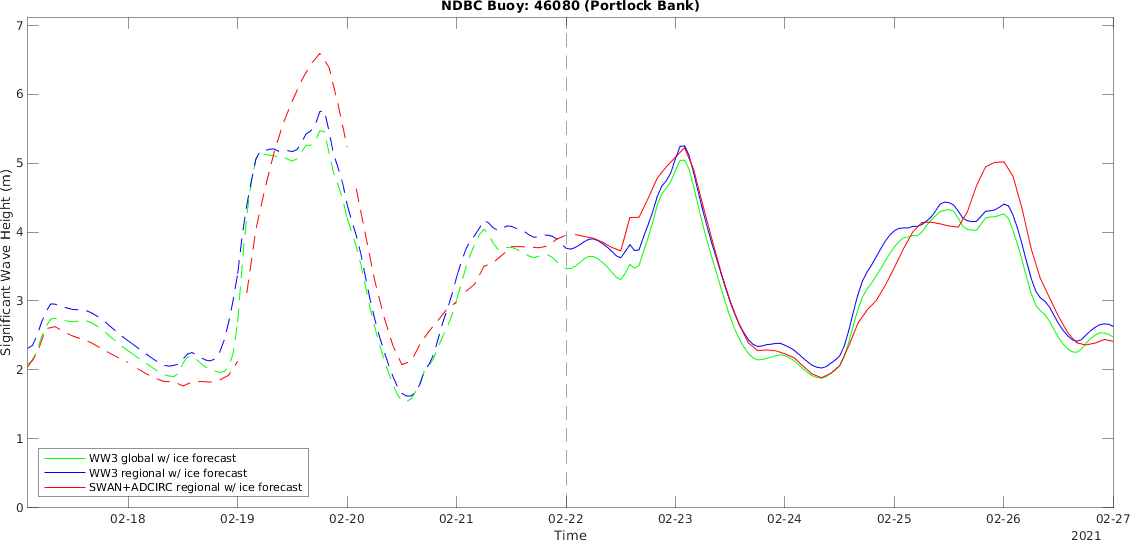 NDBC Buoy: 46080 (Portlock Bank)
7
6
5
4
3
2
1
0
Significant Wave Height (m)
WW3 global w/ ice forecast
WW3 regional w/ ice forecast
SWAN+ADCIRC regional w/ ice forecast
02-18 02-19 02-20 02-21 02-22 02-23 02-24 02-25 02-26 02-27
Time
2021